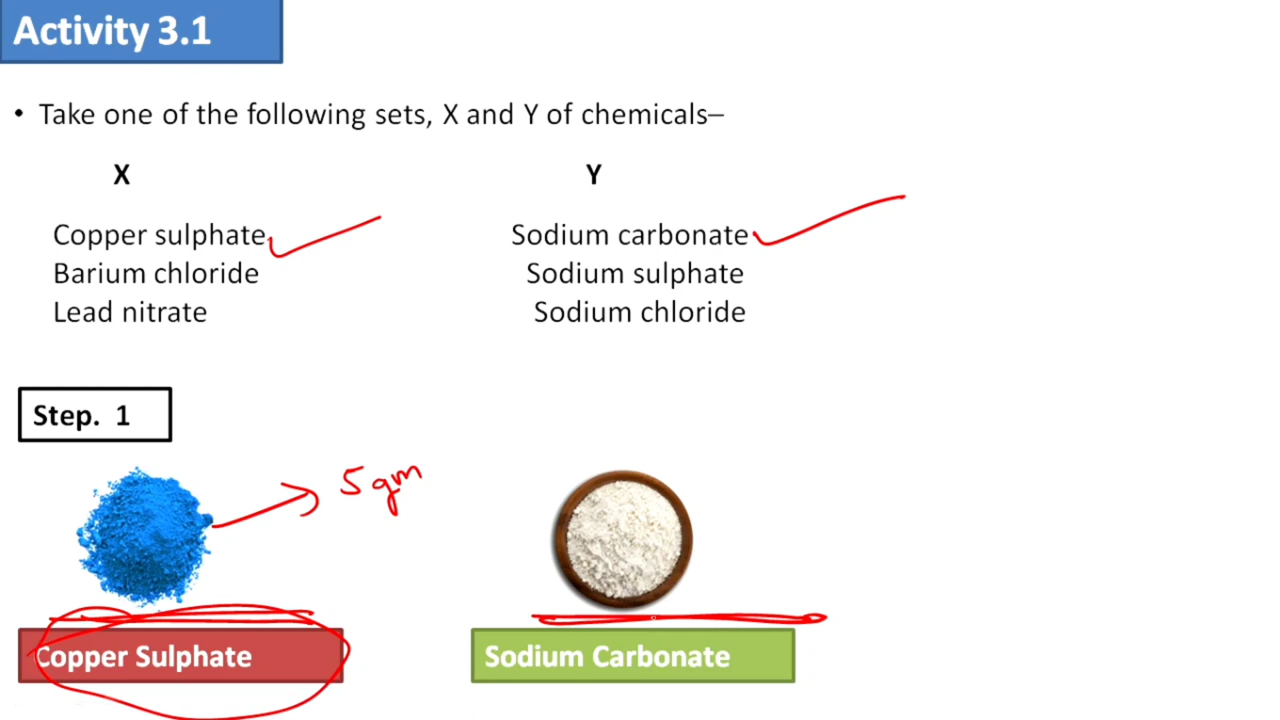 Activity 3.1
• Take one of the following sets, X and Y of chemicals–
X Y
Copper sulphate Sodium carbonate
Barium chloride Sodium sulphate
Lead nitrate Sodium chloride
Step. 1
5 gm
Copper Sulphate Sodium Carbonate